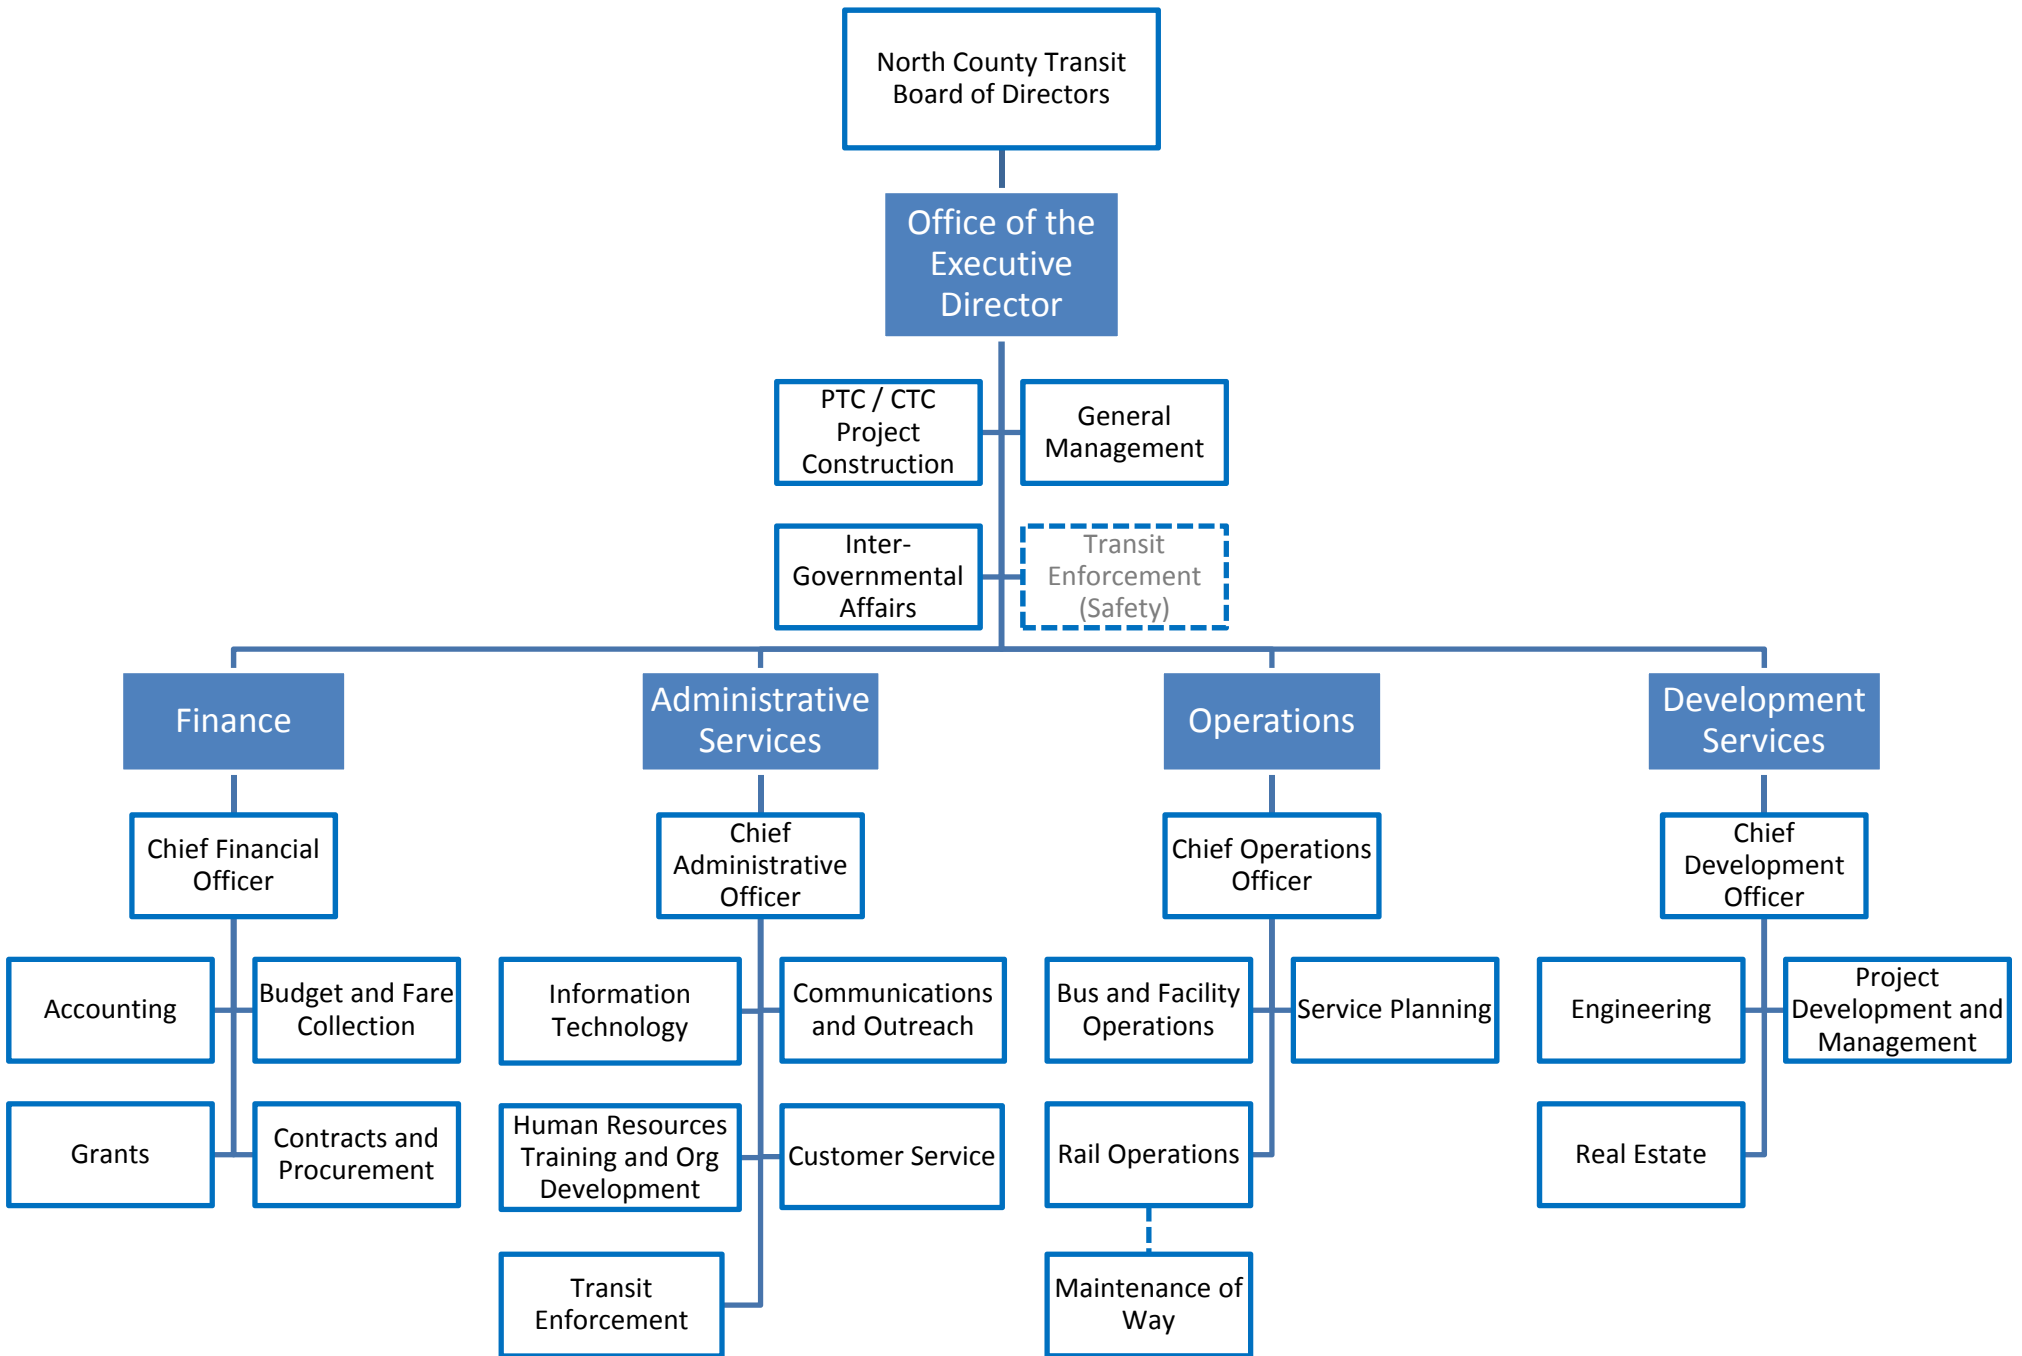 North County Transit
Board of Directors
Office of the
Executive
Director
PTC / CTC
Project
Construction
General
Management
Inter-
Governmental
Affairs
Transit
Enforcement
(Safety)
Finance
Administrative
Services
Operations
Development
Services
Chief Financial
Officer
Chief
Administrative
Officer
Chief Operations
Officer
Chief
Development
Officer
Accounting
Budget and Fare
Collection
Information
Technology
Communications
and Outreach
Bus and Facility
Operations
Service Planning
Engineering
Project
Development and
Management
Grants
Contracts and
Procurement
Human Resources
Training and Org
Development
Customer Service
Rail Operations
Real Estate
Transit
Enforcement
Maintenance of
Way